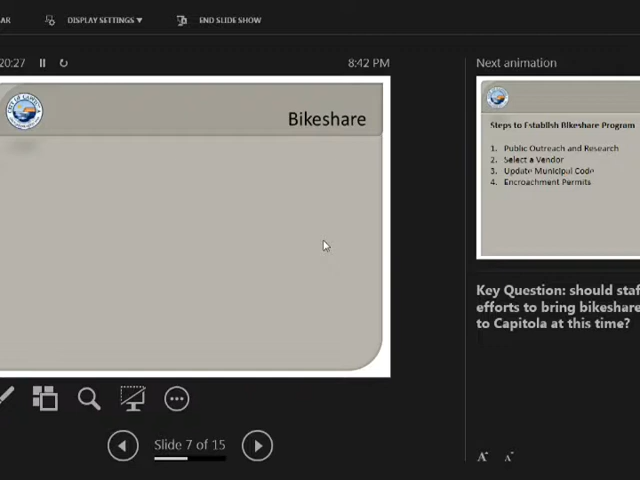 AR
DISPLAY SETTINGS ▼
END SLIDE SHOW
20:27
8:42 PM
Next animation
Bikeshare
Steps to Establish Bikeshare Program
1. Public Outreach and Research
2. Select a Vendor
3. Update Municipal Code
4. Encroachment Permits
Key Question: should staf
efforts to bring bikeshare
to Capitola at this time?
Slide 7 of 15
A A